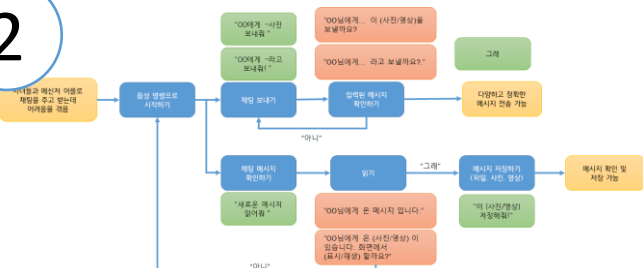 2
"OO에게 ~사진
보내줘 "
"OO에게 ~라고
보내줘! "
"OO님에게... 이 (사진/영상)을
보낼까요?
"OO님에게... 라고 보낼까요?."
그래
메신저 어플로
채팅을 주고 받는데
어려움을 겪음
음성 명령으로
시작하기
채팅 보내기
입력된 메시지
확인하기
다양하고 정확한
메시지 전송 가능
"아니"
채팅 메시지
확인하기
읽기
"그래"
메시지 저장하기
(파일, 사진, 영상)
메시지 확인 및
저장 가능
"새로운 메시지
읽어줘 "
"OO님에게 온 메시지 입니다."
"OO님에게 온 (사진/영상) 이
있습니다. 화면에서
(표시/재생) 할까요?"
"이 (사진/영상)
저장해줘!"
"아니"